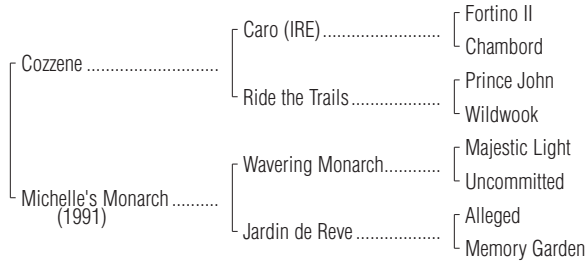 Fortino II
Caro (IRE)........................
Chambord
Cozzene ...........................
Prince John
Ride the Trails..................
Wildwook
Majestic Light
Wavering Monarch............
Uncommitted
Michelle's Monarch ..........
(1991)
Alleged
Jardin de Reve .................
Memory Garden